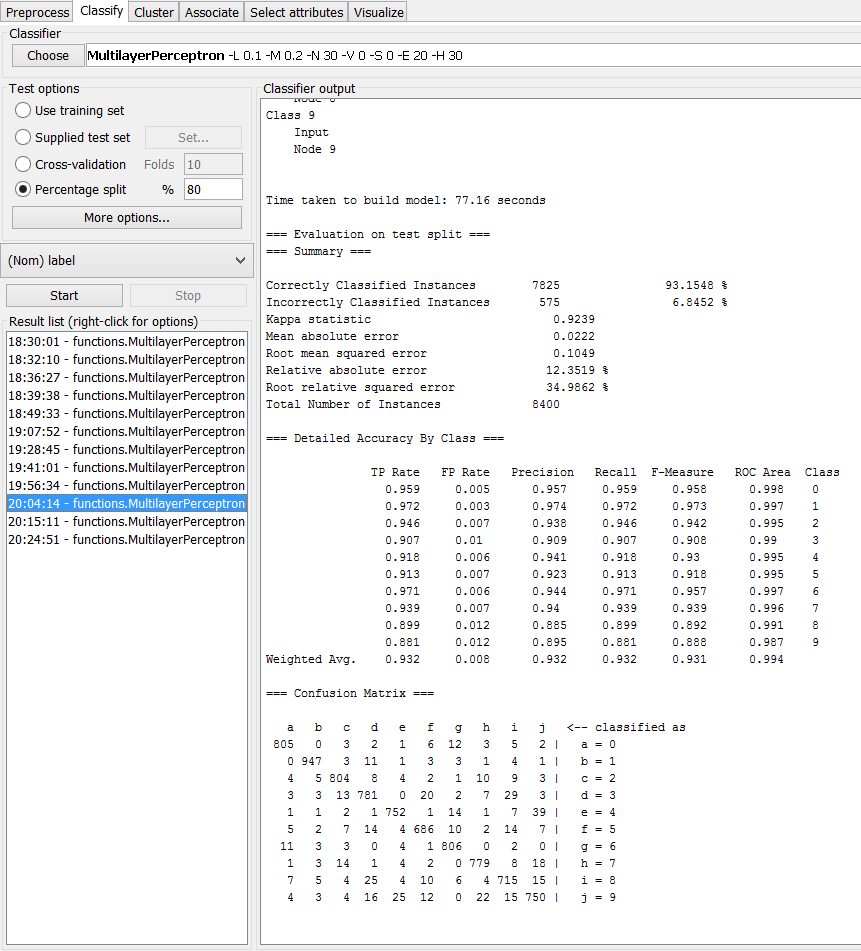 Preprocess Classify Cluster Associate Select attributes Visualize
Classifier
Choose MultilayerPerceptron -L 0.1 -M 0.2 -N 30 -V 0 -S 0 -E 20 -H 30
Test options
Use training set
Supplied test set Set...
Cross-validation Folds 10
Percentage split % 80
More options...
(Nom) label
Start Stop
Result list (right-click for options)
18:30:01 - functions.MultilayerPerceptron
18:32:10 - functions.MultilayerPerceptron
18:36:27 - functions.MultilayerPerceptron
18:39:38 - functions.MultilayerPerceptron
18:49:33 - functions.MultilayerPerceptron
19:07:52 - functions.MultilayerPerceptron
19:28:45 - functions.MultilayerPerceptron
19:41:01 - functions.MultilayerPerceptron
19:56:34 - functions.MultilayerPerceptron
20:04:14 - functions.MultilayerPerceptron
20:15:11 - functions.MultilayerPerceptron
20:24:51 - functions.MultilayerPerceptron
Classifier output
Class 9
Input
Node 9
Time taken to build model: 77.16 seconds
=== Evaluation on test split ===
=== Summary ===
Correctly Classified Instances 7825 93.1548 %
Incorrectly Classified Instances 575 6.8452 %
Kappa statistic 0.9239
Mean absolute error 0.0222
Root mean squared error 0.1049
Relative absolute error 12.3519 %
Root relative squared error 34.9862 %
Total Number of Instances 8400
=== Detailed Accuracy By Class ===
TP Rate FP Rate Precision Recall F-Measure ROC Area Class
0.959 0.005 0.957 0.959 0.958 0.998 0
0.972 0.003 0.974 0.972 0.973 0.997 1
0.946 0.007 0.938 0.946 0.942 0.995 2
0.907 0.01 0.909 0.907 0.908 0.99 3
0.918 0.006 0.941 0.918 0.93 0.995 4
0.913 0.007 0.923 0.913 0.918 0.995 5
0.971 0.006 0.944 0.971 0.957 0.997 6
0.939 0.007 0.94 0.939 0.939 0.996 7
0.899 0.012 0.885 0.899 0.892 0.991 8
0.881 0.012 0.895 0.881 0.888 0.987 9
Weighted Avg. 0.932 0.008 0.932 0.932 0.931 0.994
=== Confusion Matrix ===
a b c d e f g h i j <-- classified as
805 0 3 2 1 6 12 3 5 2 | a = 0
0 947 3 11 1 3 3 1 4 1 | b = 1
4 5 804 8 4 2 1 10 9 3 | c = 2
3 3 13 781 0 20 2 7 29 3 | d = 3
1 1 2 1 752 1 14 1 7 39 | e = 4
5 2 7 14 4 686 10 2 14 7 | f = 5
11 3 3 0 4 1 806 0 2 0 | g = 6
1 3 14 1 4 2 0 779 8 18 | h = 7
7 5 4 25 4 10 6 4 715 15 | i = 8
4 3 4 16 25 12 0 22 15 750 | j = 9